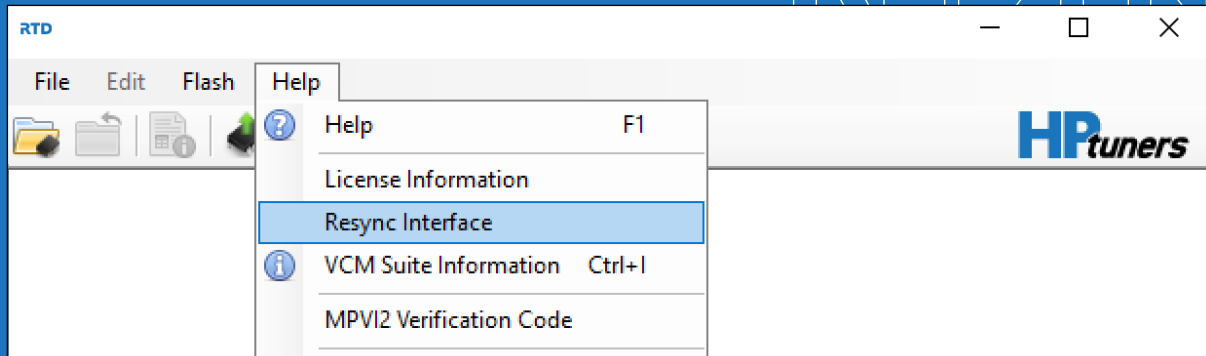 RTD
File Edit Flash Help
HPtuners
Help F1
License Information
Resync Interface
VCM Suite Information Ctrl+I
MPVI2 Verification Code